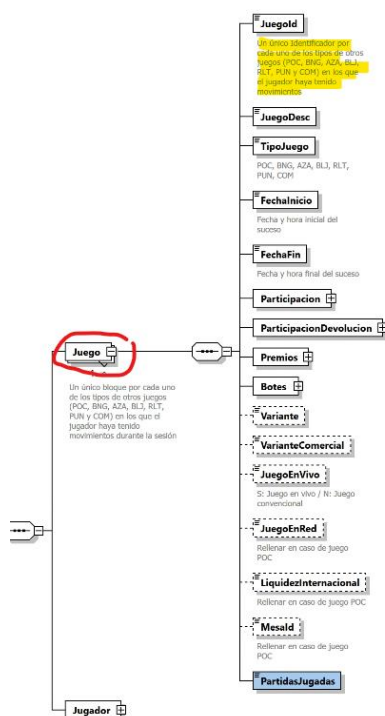 JuegoId
Un único Identificador por
cada uno de los tipos de otros
juegos (POC, BNG, AZA, BLJ,
RLT, PUN y COM) en los que
el jugador haya tenido
movimientos
JuegoDesc
TipoJuego
POC, BNG, AZA, BLJ, RLT,
PUN, COM
FechaInicio
Fecha y hora inicial del
suceso
FechaFin
Fecha y hora final del suceso
Participacion
ParticipacionDevolucion
Premios
Botes
Variante
VarianteComercial
JuegoEnVivo
S: Juego en vivo / N: Juego
convencional
JuegoEnRed
Rellenar en caso de juego
POC
LiquidezInternacional
Rellenar en caso de juego POC
MesaId
Rellenar en caso de juego
POC
PartidasJugadas
Juego
Un único bloque por cada uno
de los tipos de otros juegos
(POC, BNG, AZA, BLJ, RLT,
PUN y COM) en los que el
jugador haya tenido
movimientos durante la sesión
Jugador